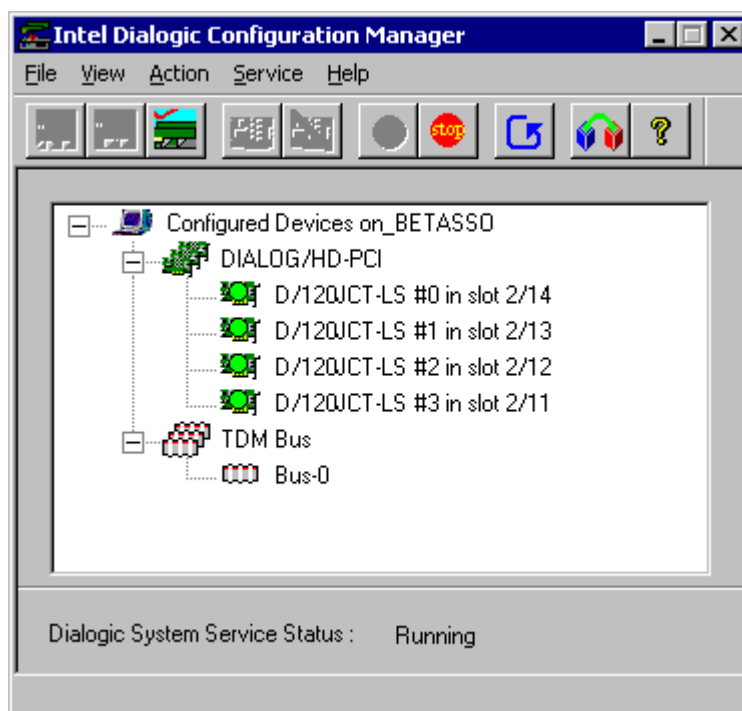 Intel Dialogic Configuration Manager
File View Action Service Help
stop
?
Configured Devices on_BETASSO
DIALOG/HD-PCI
D/120JCT-LS #0 in slot 2/14
D/120JCT-LS #1 in slot 2/13
D/120JCT-LS #2 in slot 2/12
D/120JCT-LS #3 in slot 2/11
TDM Bus
Bus-0
Dialogic System Service Status : Running